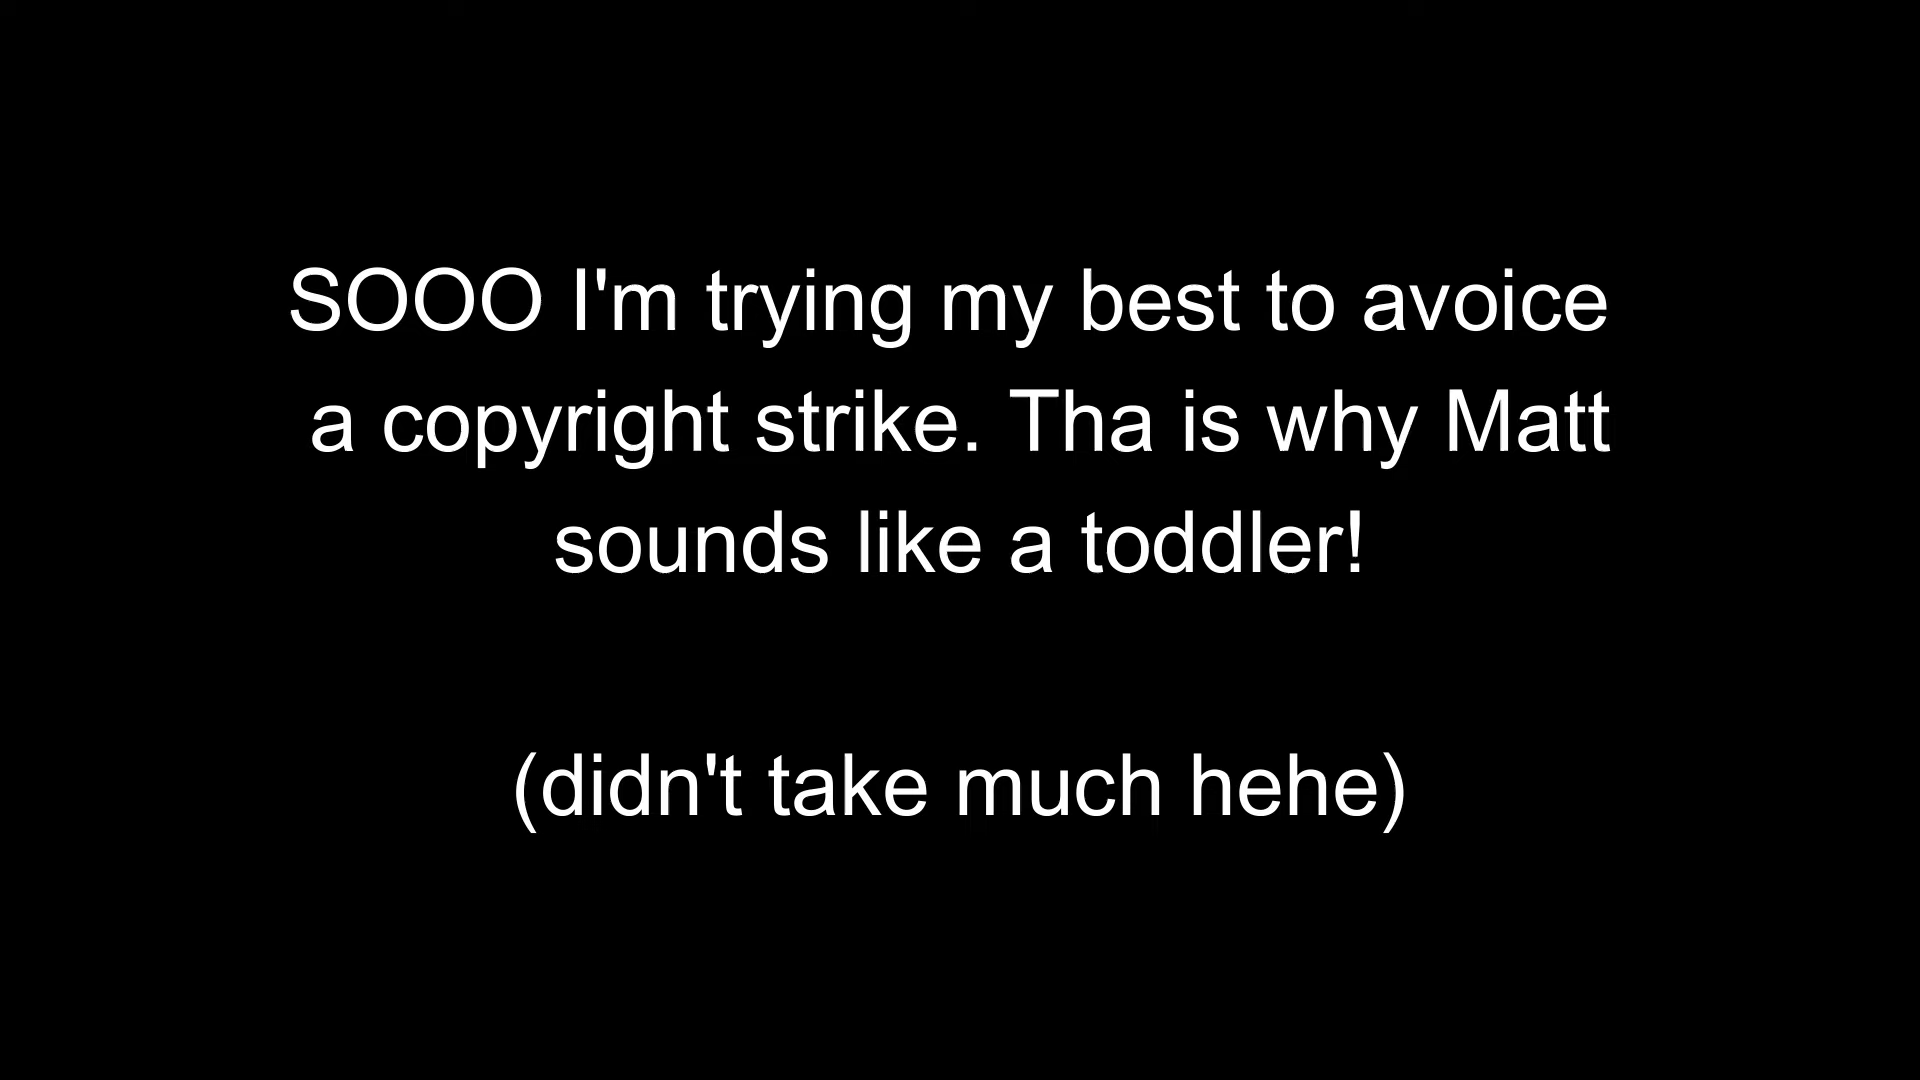 SOOO I'm trying my best to avoice
a copyright strike. Tha is why Matt
sounds like a toddler!
(didn't take much hehe)